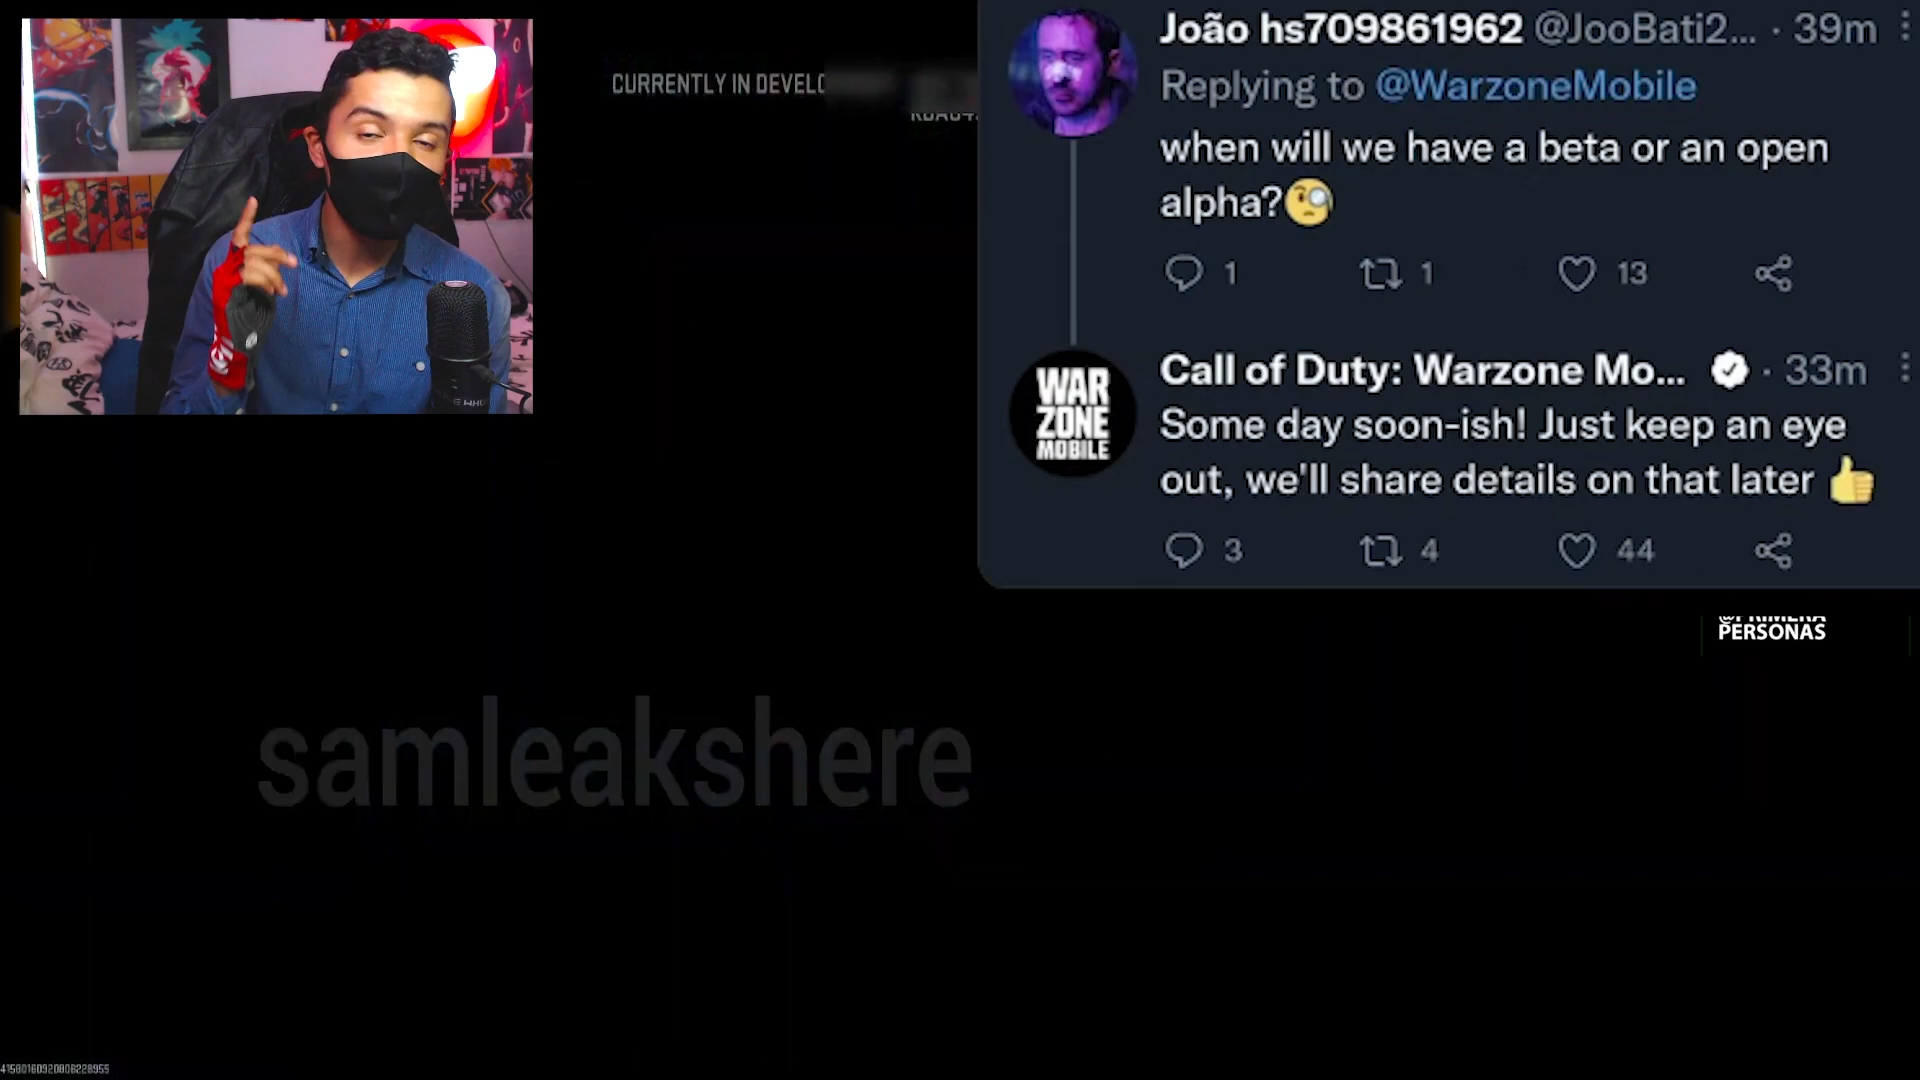 CURRENTLY IN DEVELO
João hs709861962 @JooBati2... · 39m
Replying to @WarzoneMobile
when will we have a beta or an open
alpha?🧐
1 1 13
WAR
ZONE
MOBILE
Call of Duty: Warzone Mo... · 33m
Some day soon-ish! Just keep an eye
out, we'll share details on that later 👍
3 4 44
PERSONAS
samleakshere